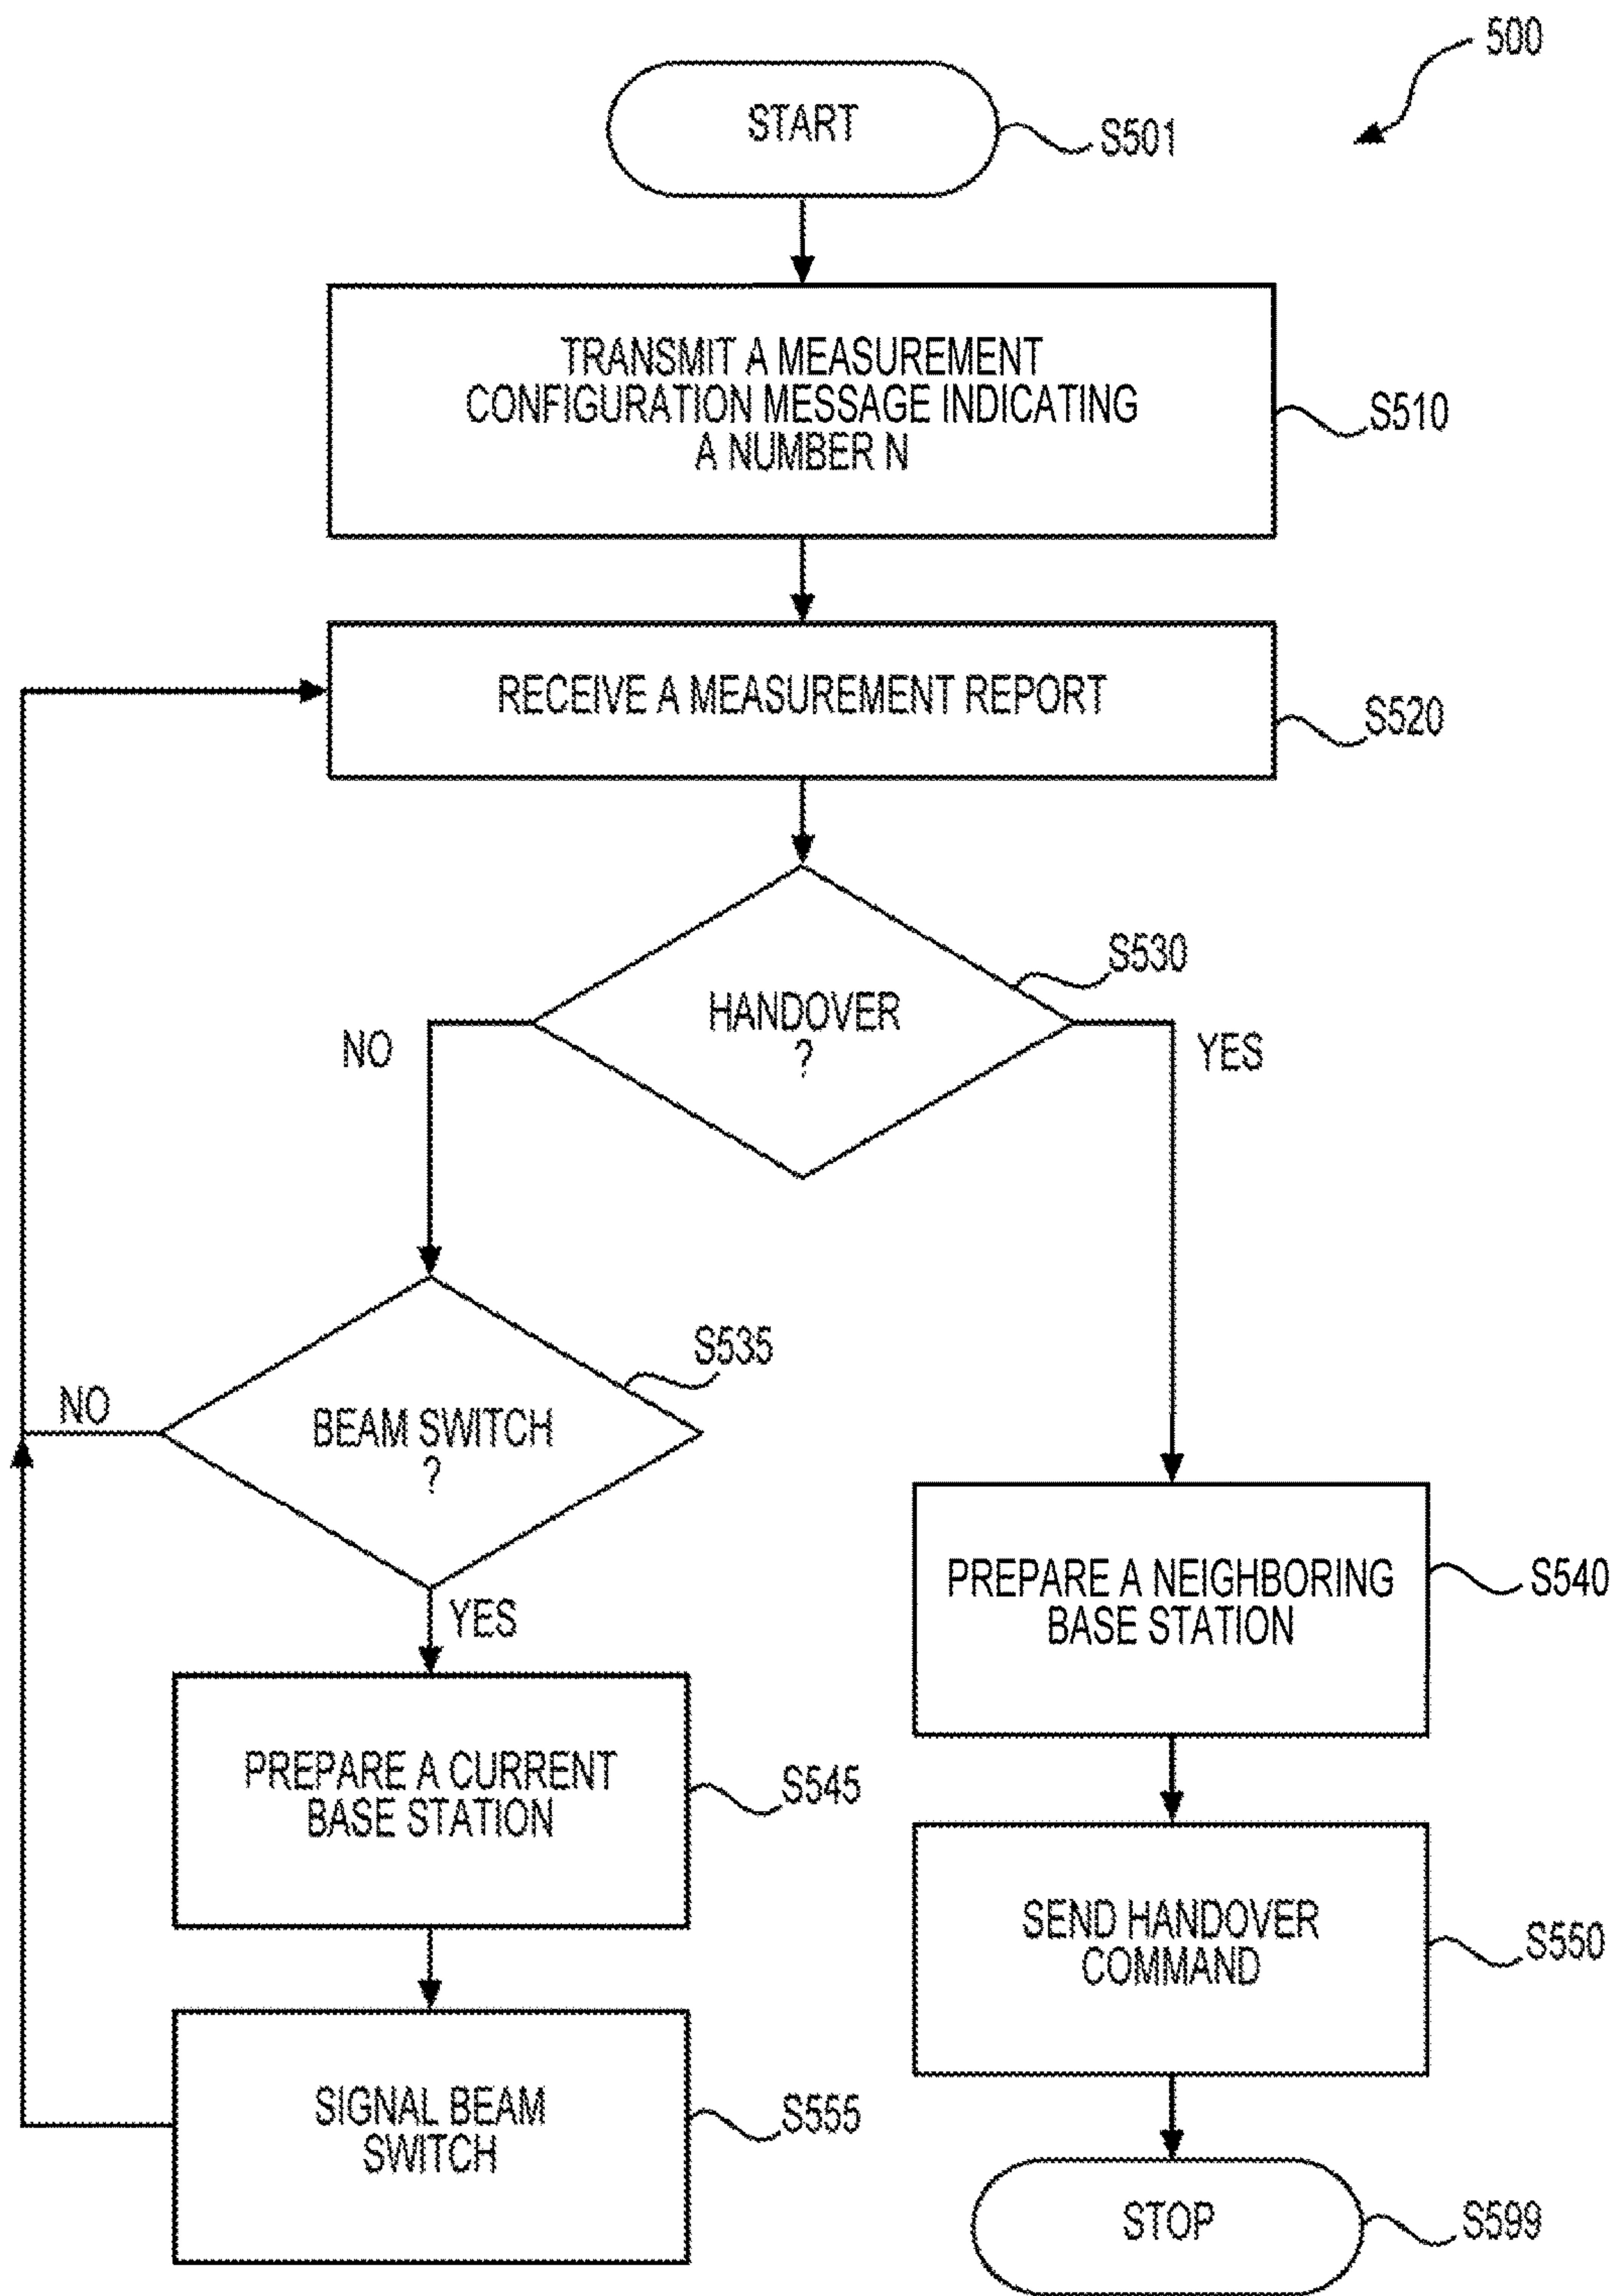 500
START
S501
TRANSMIT A MEASUREMENT
CONFIGURATION MESSAGE INDICATING
A NUMBER N
S510
RECEIVE A MEASUREMENT REPORT
S520
S530
HANDOVER
?
NO
YES
S535
NO
BEAM SWITCH
?
YES
PREPARE A NEIGHBORING
BASE STATION
S540
PREPARE A CURRENT
BASE STATION
S545
SEND HANDOVER
COMMAND
S550
SIGNAL BEAM
SWITCH
S555
STOP
S599